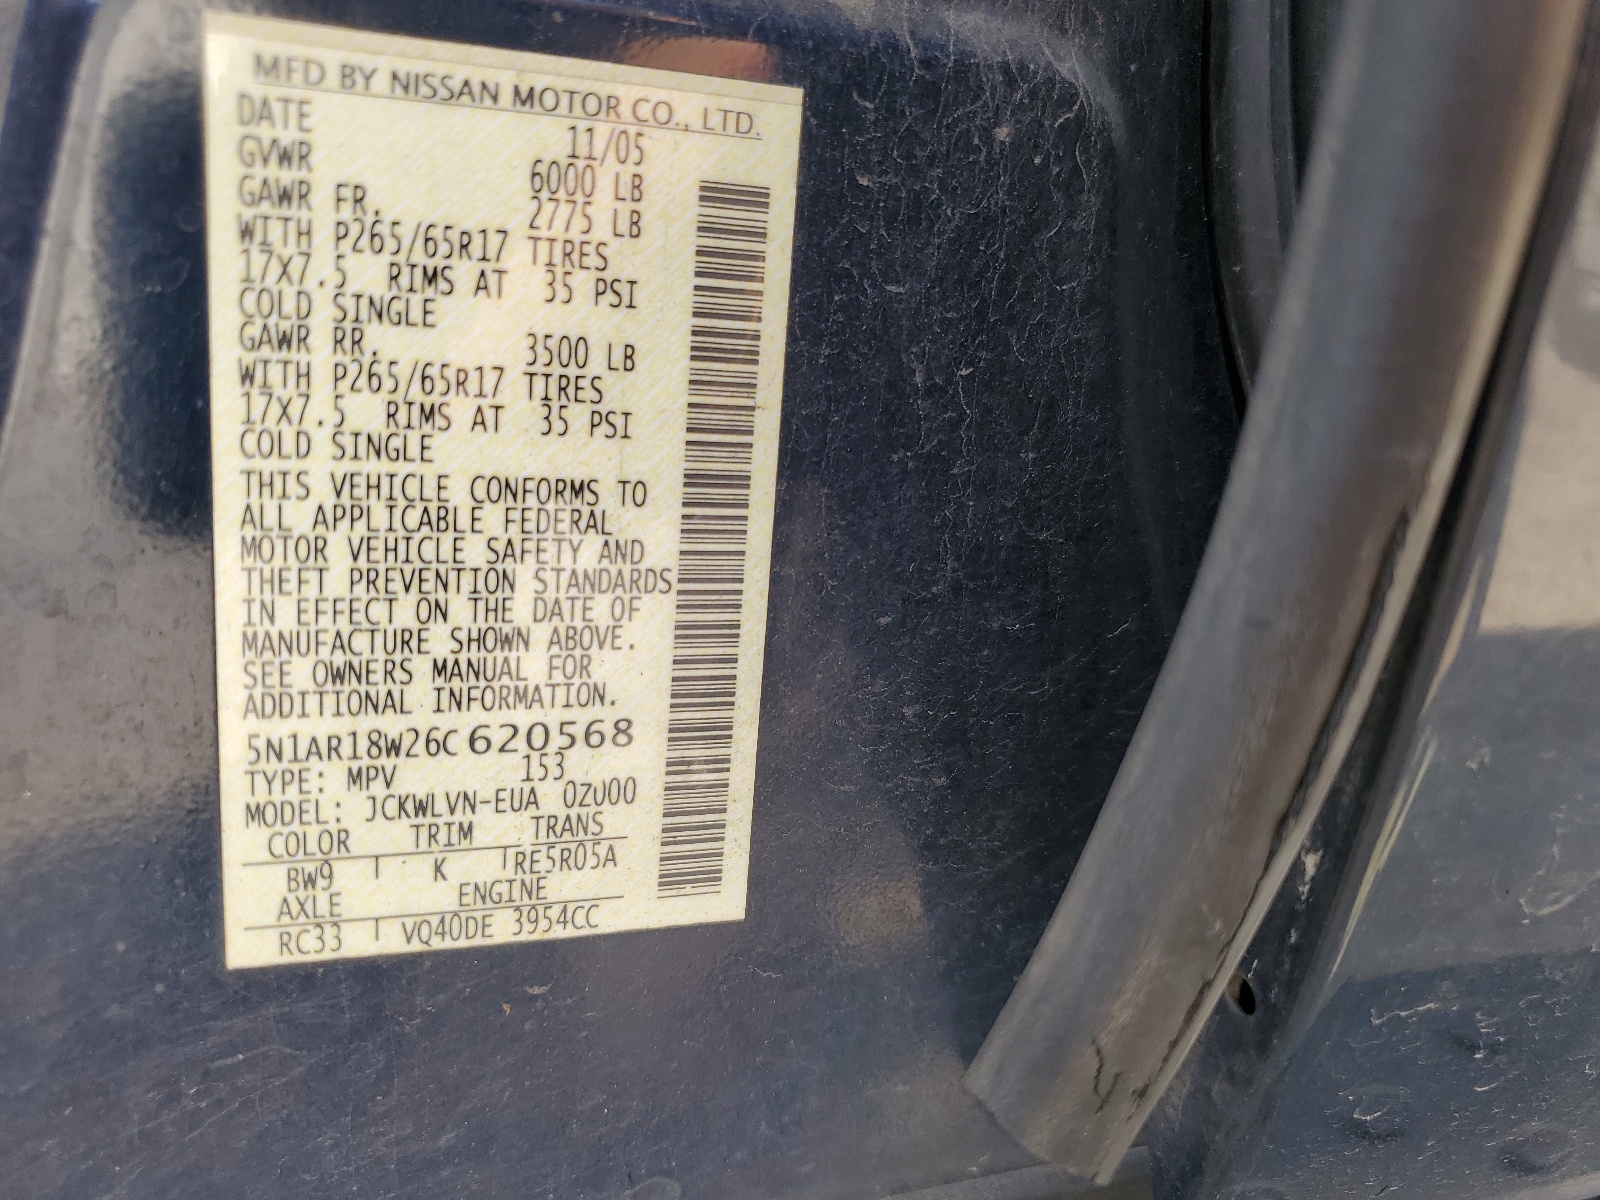 MFD BY NISSAN MOTOR CO., LTD.
DATE 11/05
GVWR 6000 LB
GAWR FR. 2775 LB
WITH P265/65R17 TIRES
17X7.5 RIMS AT 35 PSI
COLD SINGLE
GAWR RR. 3500 LB
WITH P265/65R17 TIRES
17X7.5 RIMS AT 35 PSI
COLD SINGLE
THIS VEHICLE CONFORMS TO
ALL APPLICABLE FEDERAL
MOTOR VEHICLE SAFETY AND
THEFT PREVENTION STANDARDS
IN EFFECT ON THE DATE OF
MANUFACTURE SHOWN ABOVE.
SEE OWNERS MANUAL FOR
ADDITIONAL INFORMATION.
5N1AR18W26C620568
TYPE: MPV 153
MODEL: JCKWLVN-EUA 0ZU00
COLOR TRIM TRANS
BW9 K RE5R05A
AXLE ENGINE
RC33 VQ40DE 3954CC